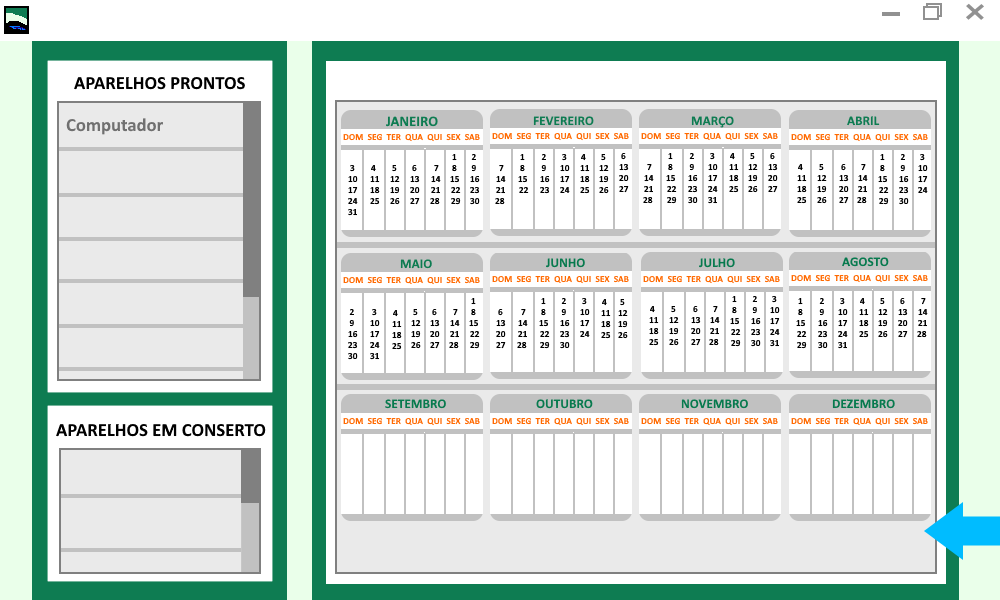 APARELHOS PRONTOS
Computador
APARELHOS EM CONSERTO
JANEIRO
DOM SEG TER QUA QUI SEX SAB
1 2
3 4 5 6 7 8 9
10 11 12 13 14 15 16
17 18 19 20 21 22 23
24 25 26 27 28 29 30
31
FEVEREIRO
DOM SEG TER QUA QUI SEX SAB
1 2 3 4 5 6
7 8 9 10 11 12 13
14 15 16 17 18 19 20
21 22 23 24 25 26 27
28
MARÇO
DOM SEG TER QUA QUI SEX SAB
1 2 3 4 5 6
7 8 9 10 11 12 13
14 15 16 17 18 19 20
21 22 23 24 25 26 27
28 29 30 31
ABRIL
DOM SEG TER QUA QUI SEX SAB
1 2 3
4 5 6 7 8 9 10
11 12 13 14 15 16 17
18 19 20 21 22 23 24
25 26 27 28 29 30
MAIO
DOM SEG TER QUA QUI SEX SAB
1
2 3 4 5 6 7 8
9 10 11 12 13 14 15
16 17 18 19 20 21 22
23 24 25 26 27 28 29
30 31
JUNHO
DOM SEG TER QUA QUI SEX SAB
1 2 3 4 5
6 7 8 9 10 11 12
13 14 15 16 17 18 19
20 21 22 23 24 25 26
27 28 29 30
JULHO
DOM SEG TER QUA QUI SEX SAB
1 2 3
4 5 6 7 8 9 10
11 12 13 14 15 16 17
18 19 20 21 22 23 24
25 26 27 28 29 30 31
AGOSTO
DOM SEG TER QUA QUI SEX SAB
1 2 3 4 5 6 7
8 9 10 11 12 13 14
15 16 17 18 19 20 21
22 23 24 25 26 27 28
29 30 31
SETEMBRO
DOM SEG TER QUA QUI SEX SAB
OUTUBRO
DOM SEG TER QUA QUI SEX SAB
NOVEMBRO
DOM SEG TER QUA QUI SEX SAB
DEZEMBRO
DOM SEG TER QUA QUI SEX SAB